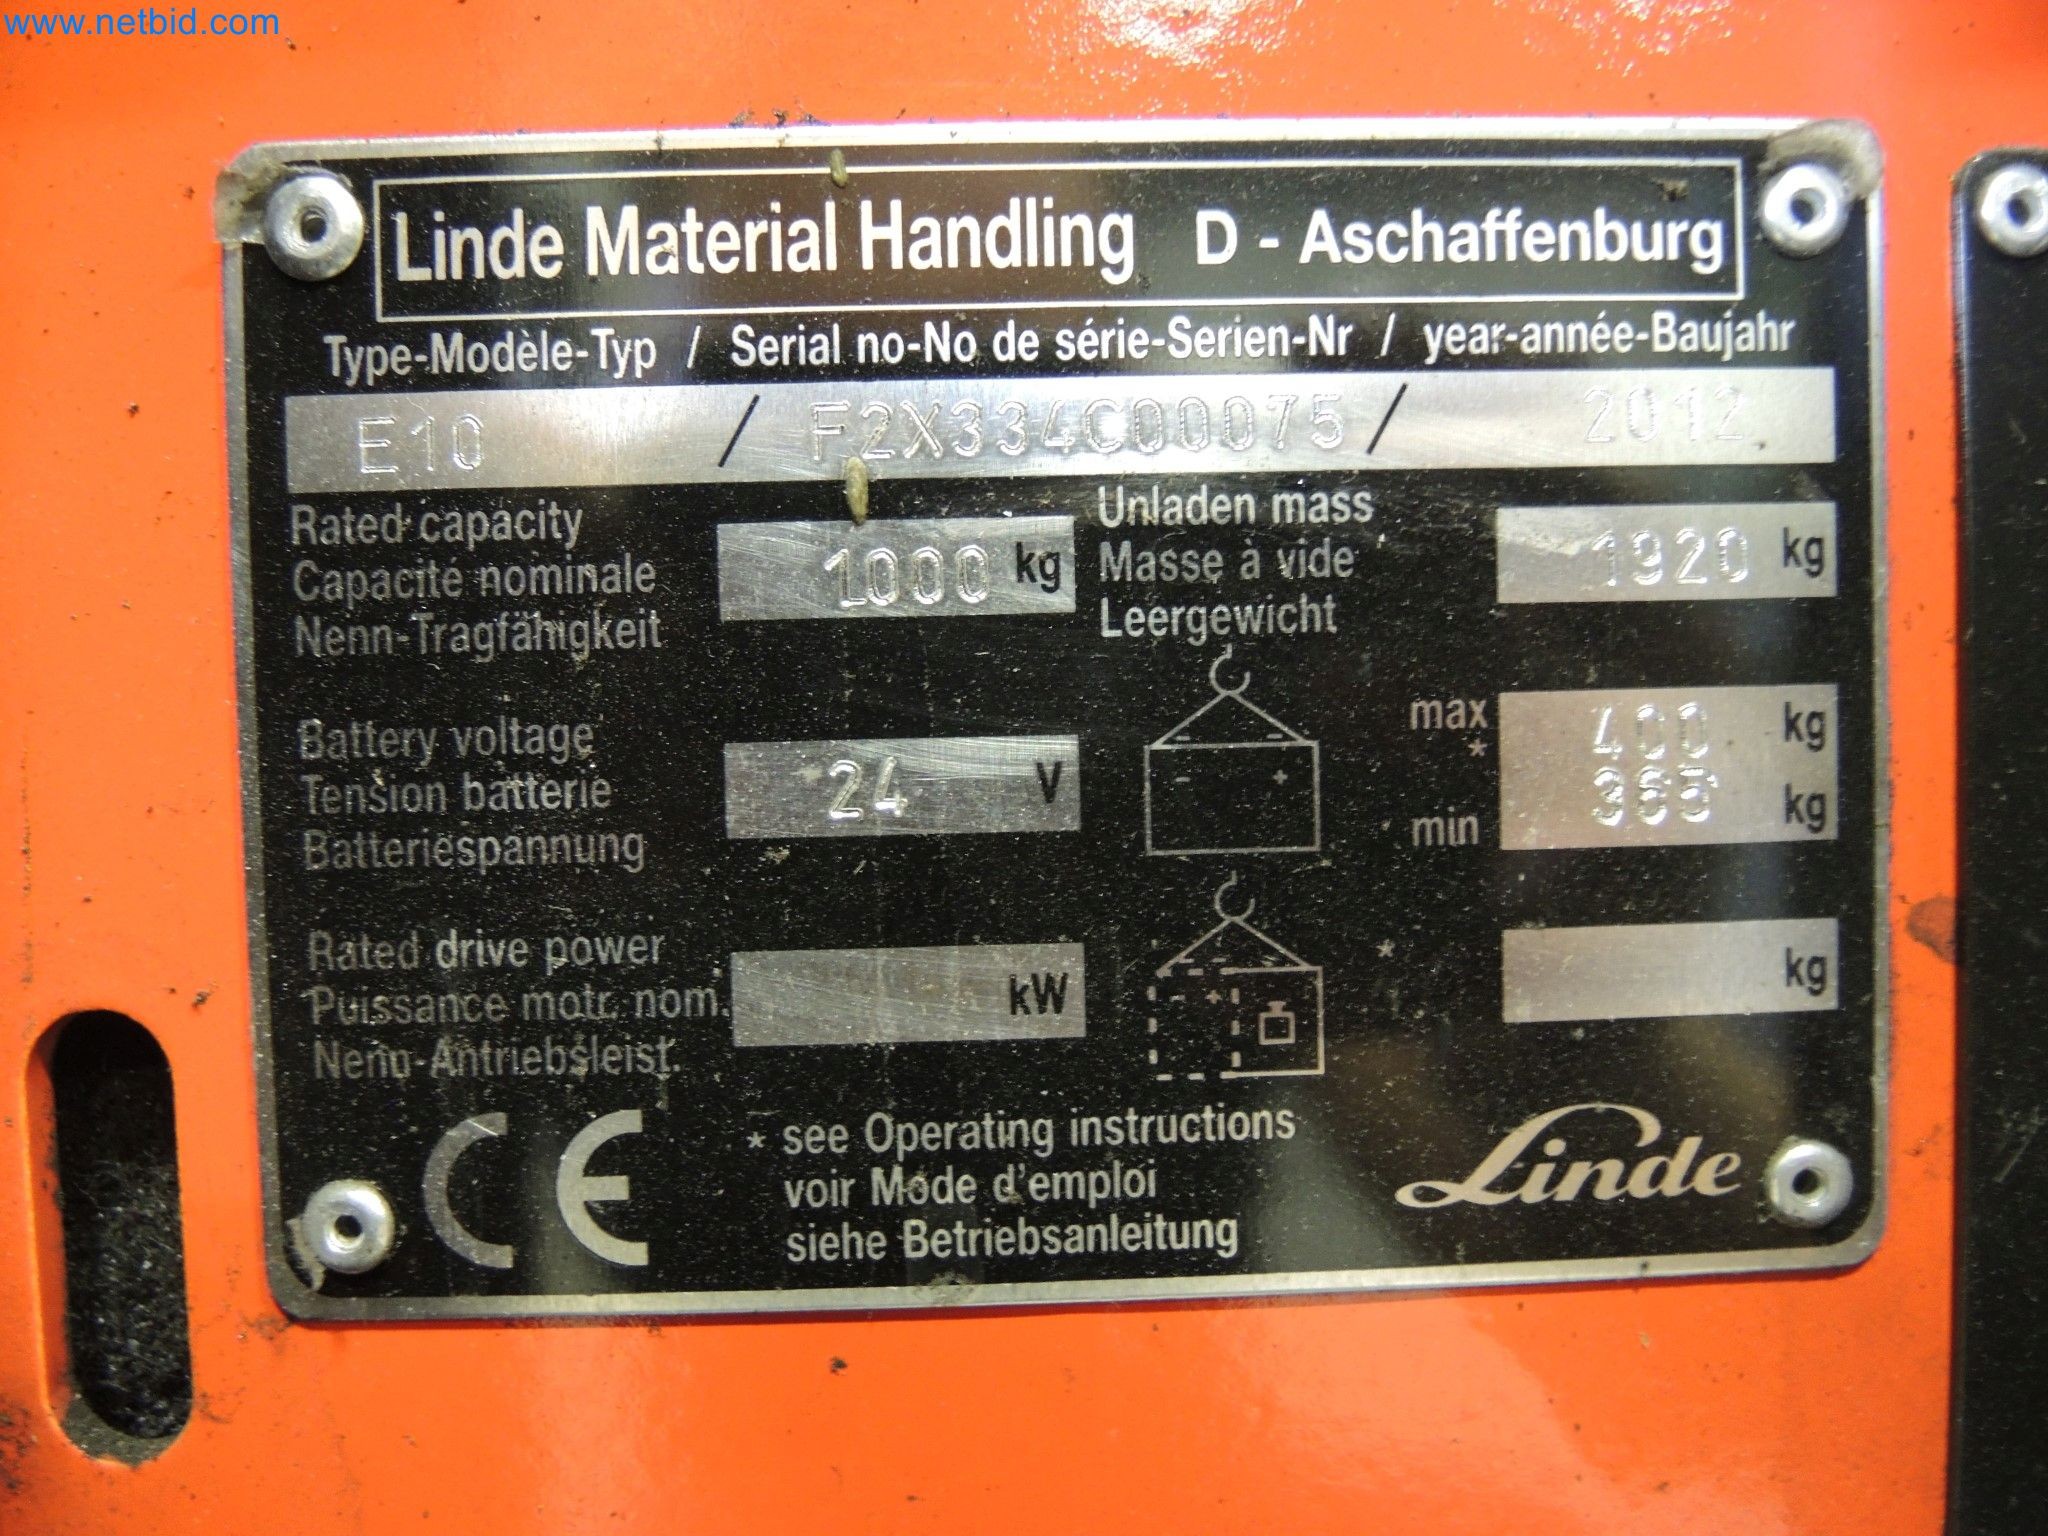 www.netbid.com
Linde Material Handling D - Aschaffenburg
Type-Modèle-Typ / Serial no-No de série-Serien-Nr / year-année-Baujahr
E10 / F2X334C00075 / 2012
Rated capacity
Capacité nominale
Nenn-Tragfähigkeit
1000 kg
Unladen mass
Masse à vide
Leergewicht
1920 kg
Battery voltage
Tension batterie
Batteriespannung
24 V
- +
max 400 kg
*
min 365 kg
Rated drive power
Puissance motr. nom.
Nenn-Antriebsleist.
kW
- +
* kg
CE
* see Operating instructions
voir Mode d'emploi
siehe Betriebsanleitung
Linde